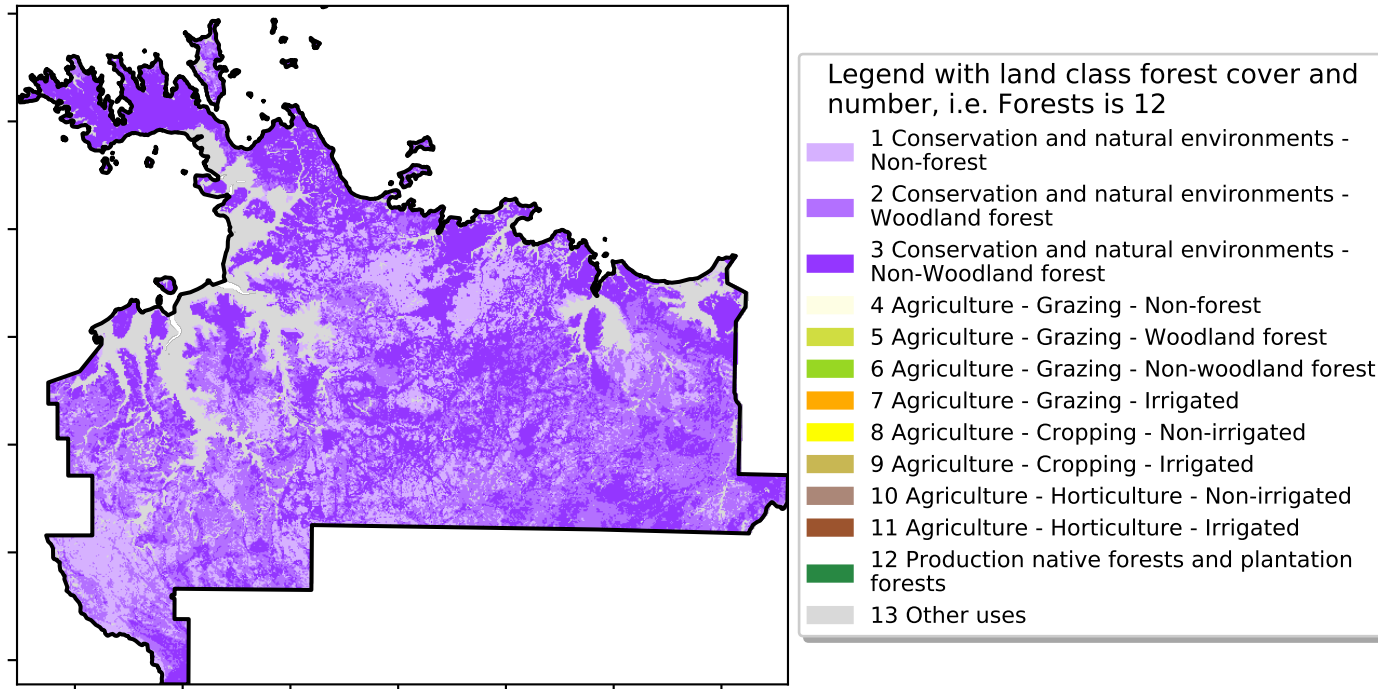 Legend with land class forest cover and
number, i.e. Forests is 12
1 Conservation and natural environments -
Non-forest
2 Conservation and natural environments -
Woodland forest
3 Conservation and natural environments -
Non-Woodland forest
4 Agriculture - Grazing - Non-forest
5 Agriculture - Grazing - Woodland forest
6 Agriculture - Grazing - Non-woodland forest
7 Agriculture - Grazing - Irrigated
8 Agriculture - Cropping - Non-irrigated
9 Agriculture - Cropping - Irrigated
10 Agriculture - Horticulture - Non-irrigated
11 Agriculture - Horticulture - Irrigated
12 Production native forests and plantation
forests
13 Other uses